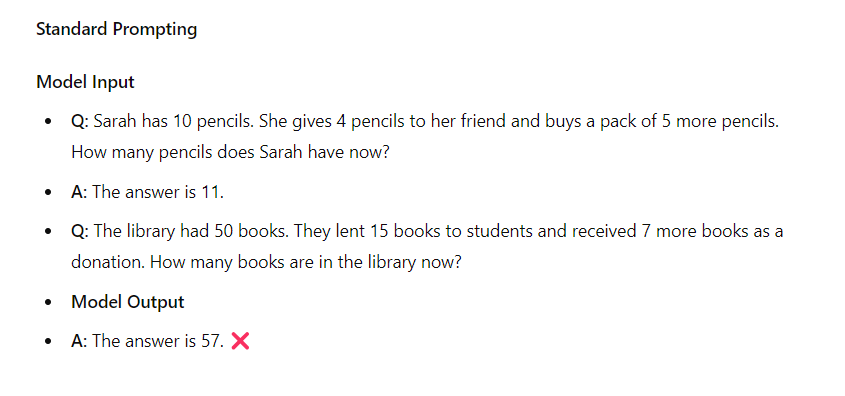 Standard Prompting
Model Input
• Q: Sarah has 10 pencils. She gives 4 pencils to her friend and buys a pack of 5 more pencils.
How many pencils does Sarah have now?
• A: The answer is 11.
• Q: The library had 50 books. They lent 15 books to students and received 7 more books as a
donation. How many books are in the library now?
• Model Output
• A: The answer is 57. ❌